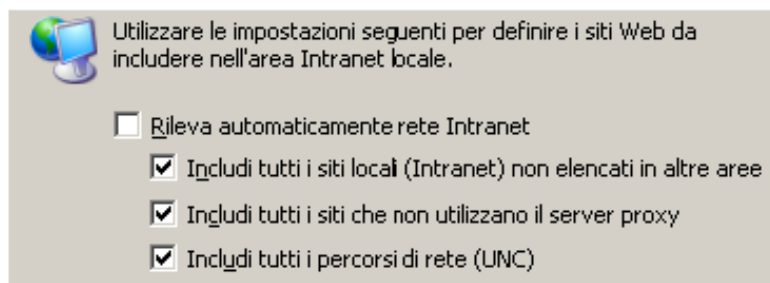 Utilizzare le impostazioni seguenti per definire i siti Web da
includere nell'area Intranet locale.
Rileva automaticamente rete Intranet
Includi tutti i siti locali (Intranet) non elencati in altre aree
Includi tutti i siti che non utilizzano il server proxy
Includi tutti i percorsi di rete (UNC)